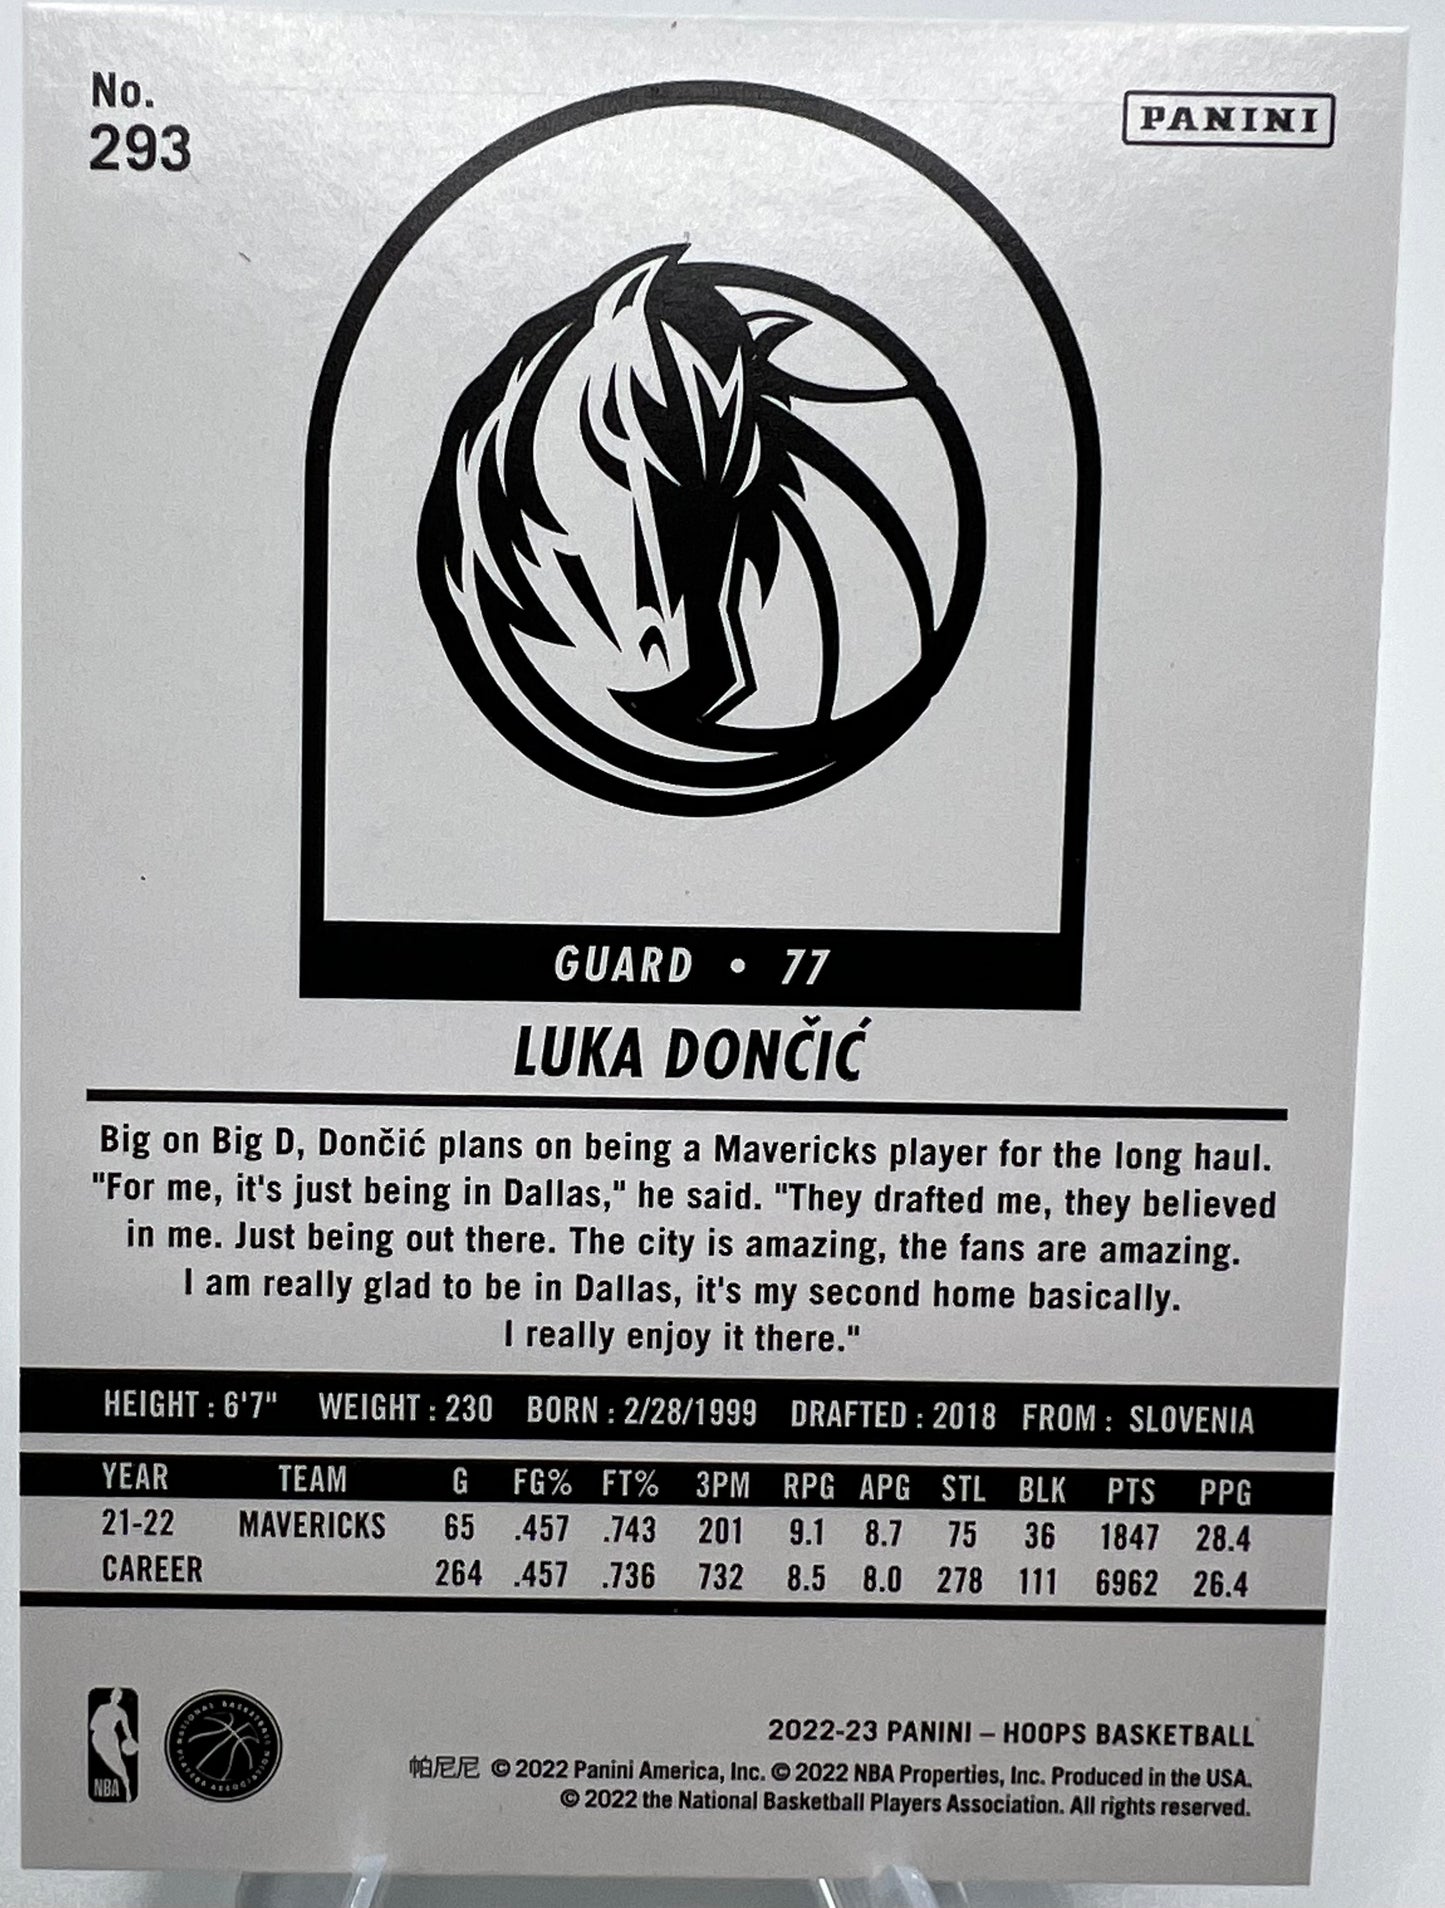 No.
293
PANINI
GUARD • 77
LUKA DONČIĆ
Big on Big D, Dončić plans on being a Mavericks player for the long haul.
"For me, it's just being in Dallas," he said. "They drafted me, they believed
in me. Just being out there. The city is amazing, the fans are amazing.
I am really glad to be in Dallas, it's my second home basically.
I really enjoy it there."
HEIGHT : 6'7" WEIGHT : 230 BORN : 2/28/1999 DRAFTED : 2018 FROM : SLOVENIA
YEAR TEAM G FG% FT% 3PM RPG APG STL BLK PTS PPG
21-22 MAVERICKS 65 .457 .743 201 9.1 8.7 75 36 1847 28.4
CAREER 264 .457 .736 732 8.5 8.0 278 111 6962 26.4
NBA
NATIONAL BASKETBALL PLAYERS ASSOCIATION
2022-23 PANINI – HOOPS BASKETBALL
帕尼尼 © 2022 Panini America, Inc. © 2022 NBA Properties, Inc. Produced in the USA.
© 2022 the National Basketball Players Association. All rights reserved.